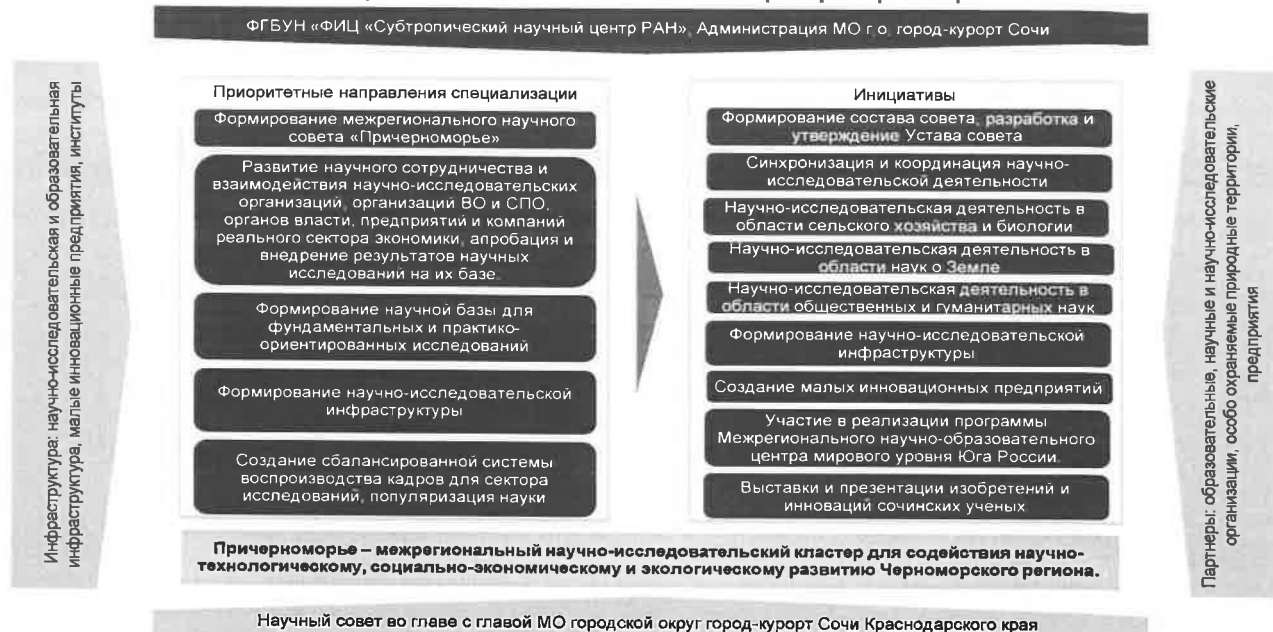 ФГБУН «ФИЦ «Субтропический научный центр РАН», Администрация МО г.о. город-курорт Сочи
Инфраструктура: научно-исследовательская и образовательная
инфраструктура, малые инновационные предприятия, институты
Приоритетные направления специализации
Формирование межрегионального научного
совета «Причерноморье»
Развитие научного сотрудничества и
взаимодействия научно-исследовательских
организаций, организаций ВО и СПО,
органов власти, предприятий и компаний
реального сектора экономики, апробация и
внедрение результатов научных
исследований на их базе.
Формирование научной базы для
фундаментальных и практико-
ориентированных исследований
Формирование научно-исследовательской
инфраструктуры
Создание сбалансированной системы
воспроизводства кадров для сектора
исследований, популяризация науки
Инициативы
Формирование состава совета, разработка и
утверждение Устава совета
Синхронизация и координация научно-
исследовательской деятельности
Научно-исследовательская деятельность в
области сельского хозяйства и биологии
Научно-исследовательская деятельность в
области наук о Земле
Научно-исследовательская деятельность в
области общественных и гуманитарных наук
Формирование научно-исследовательской
инфраструктуры
Создание малых инновационных предприятий
Участие в реализации программы
Межрегионального научно-образовательного
центра мирового уровня Юга России.
Выставки и презентации изобретений и
инноваций сочинских ученых
Партнеры: образовательные, научные и научно-исследовательские
организации, особо охраняемые природные территории,
предприятия
Причерноморье – межрегиональный научно-исследовательский кластер для содействия научно-
технологическому, социально-экономическому и экологическому развитию Черноморского региона.
Научный совет во главе с главой МО городской округ город-курорт Сочи Краснодарского края